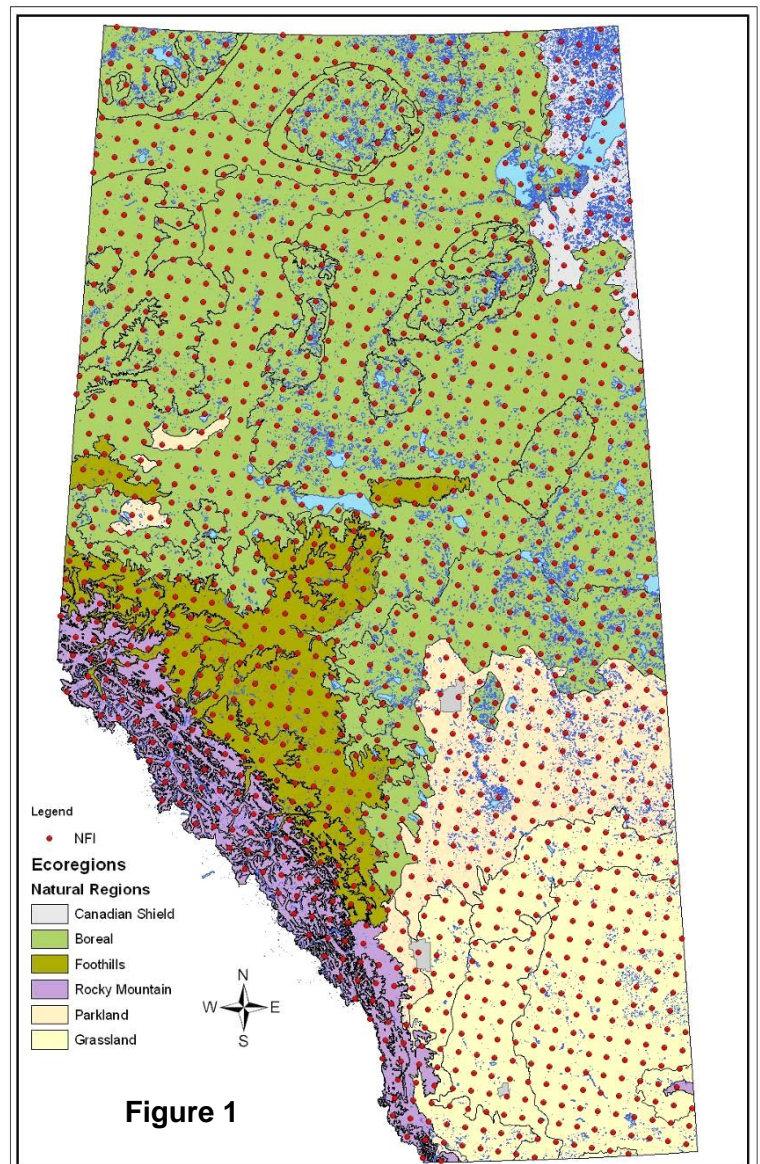 Legend
NFI
Ecoregions
Natural Regions
Canadian Shield
Boreal
Foothills
Rocky Mountain
Parkland
Grassland
N
W E
S
Figure 1